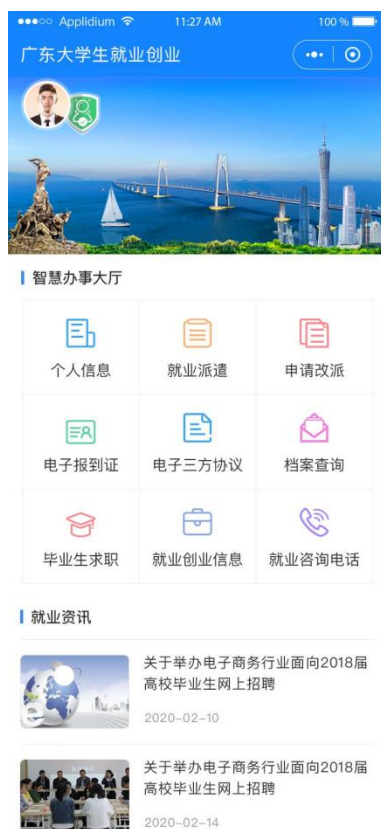 Applidium 11:27 AM 100 %
广东大学生就业创业
智慧办事大厅
个人信息 就业派遣 申请改派
电子报到证 电子三方协议 档案查询
毕业生求职 就业创业信息 就业咨询电话
就业资讯
关于举办电子商务行业面向2018届
高校毕业生网上招聘
2020-02-10
关于举办电子商务行业面向2018届
高校毕业生网上招聘
2020-02-14